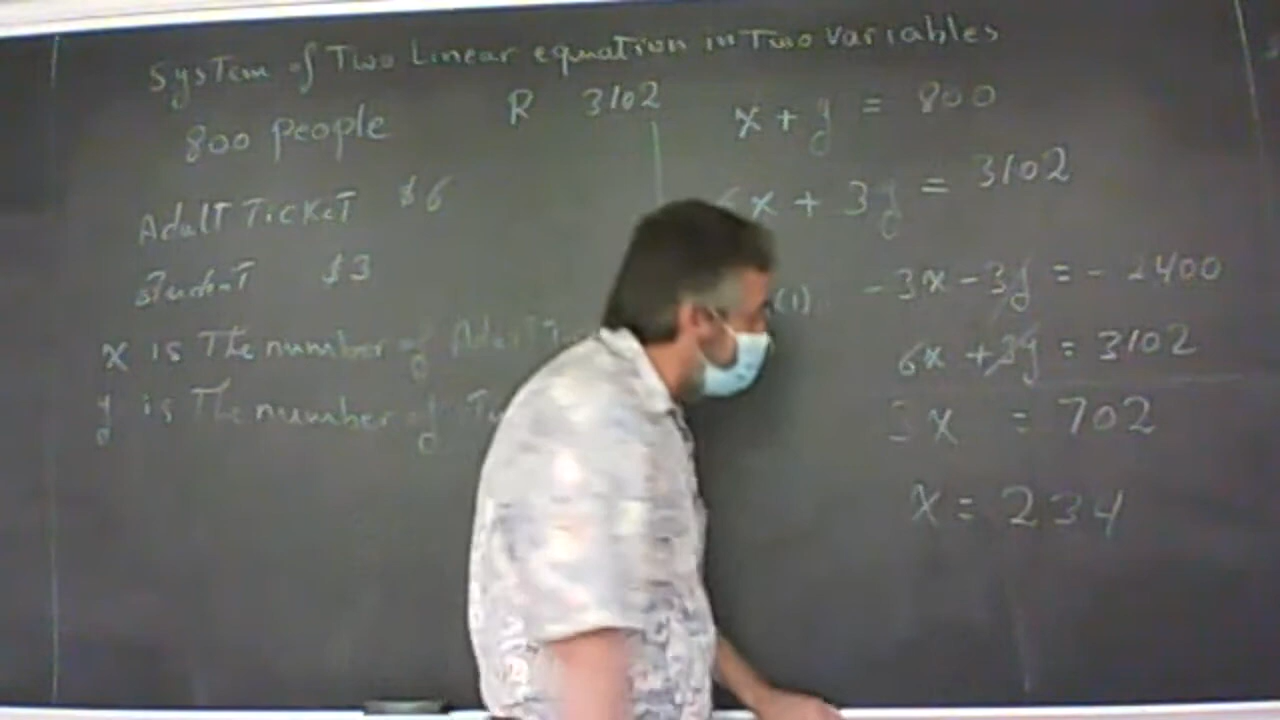 System of Two Linear equation in Two variables
800 people
R 3102
Adult Ticket $6
student $3
x is The number of Adult
y is The number of
x + y = 800
6x + 3y = 3102
(1) -3x - 3y = - 2400
6x + 3y = 3102
3x = 702
x = 234